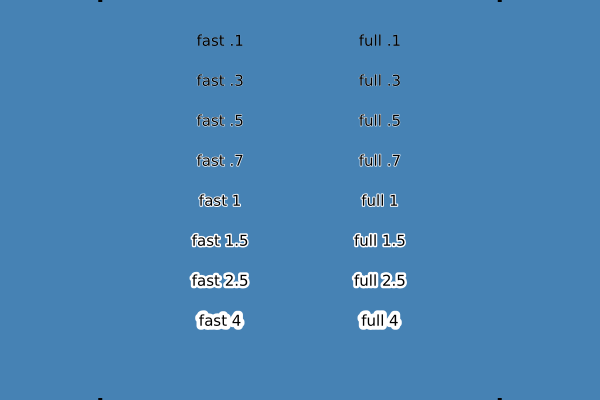 fast .1 full .1
fast .3 full .3
fast .5 full .5
fast .7 full .7
fast 1 full 1
fast 1.5 full 1.5
fast 2.5 full 2.5
fast 4 full 4